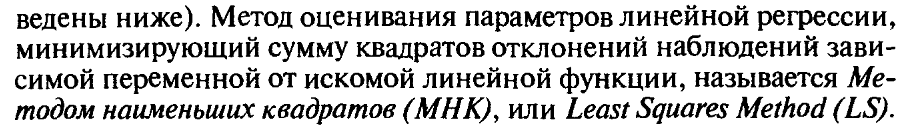 ведены ниже). Метод оценивания параметров линейной регрессии,
минимизирующий сумму квадратов отклонений наблюдений зави-
симой переменной от искомой линейной функции, называется Ме-
тодом наименьших квадратов (МНК), или Least Squares Method (LS).